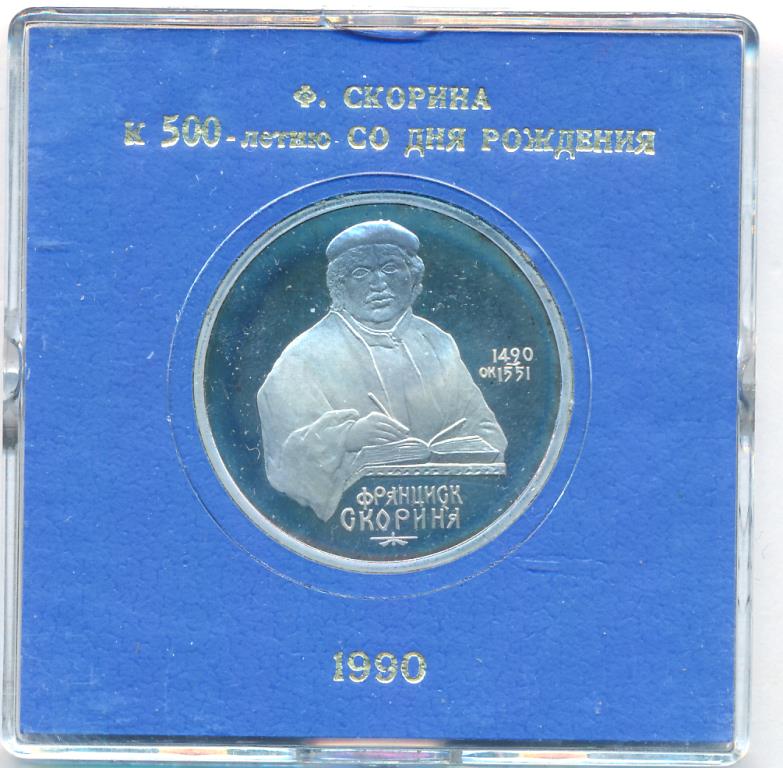 Ф. СКОРИНА
К 500-летию СО ДНЯ РОЖДЕНИЯ
1490
ок 1551
ФРАНЦИСК
СКОРИНА
1990